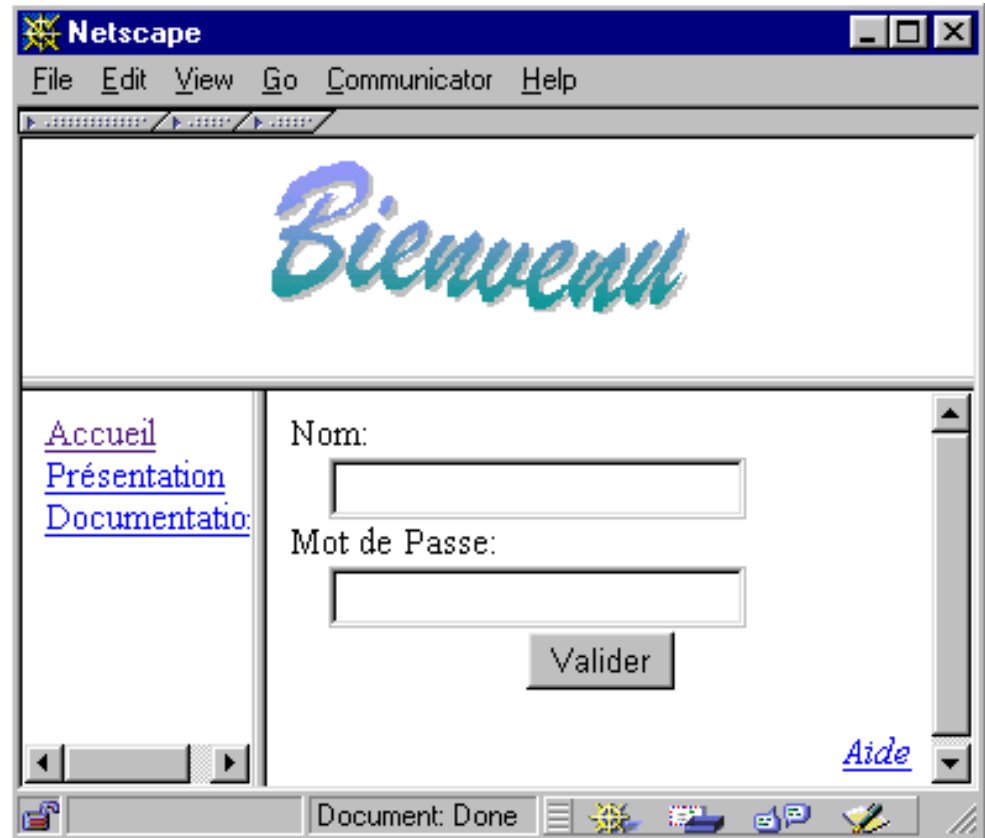 Netscape
File Edit View Go Communicator Help
Bienvenu
Accueil
Présentation
Documentatio
Nom:
Mot de Passe:
Valider
Aide
Document: Done